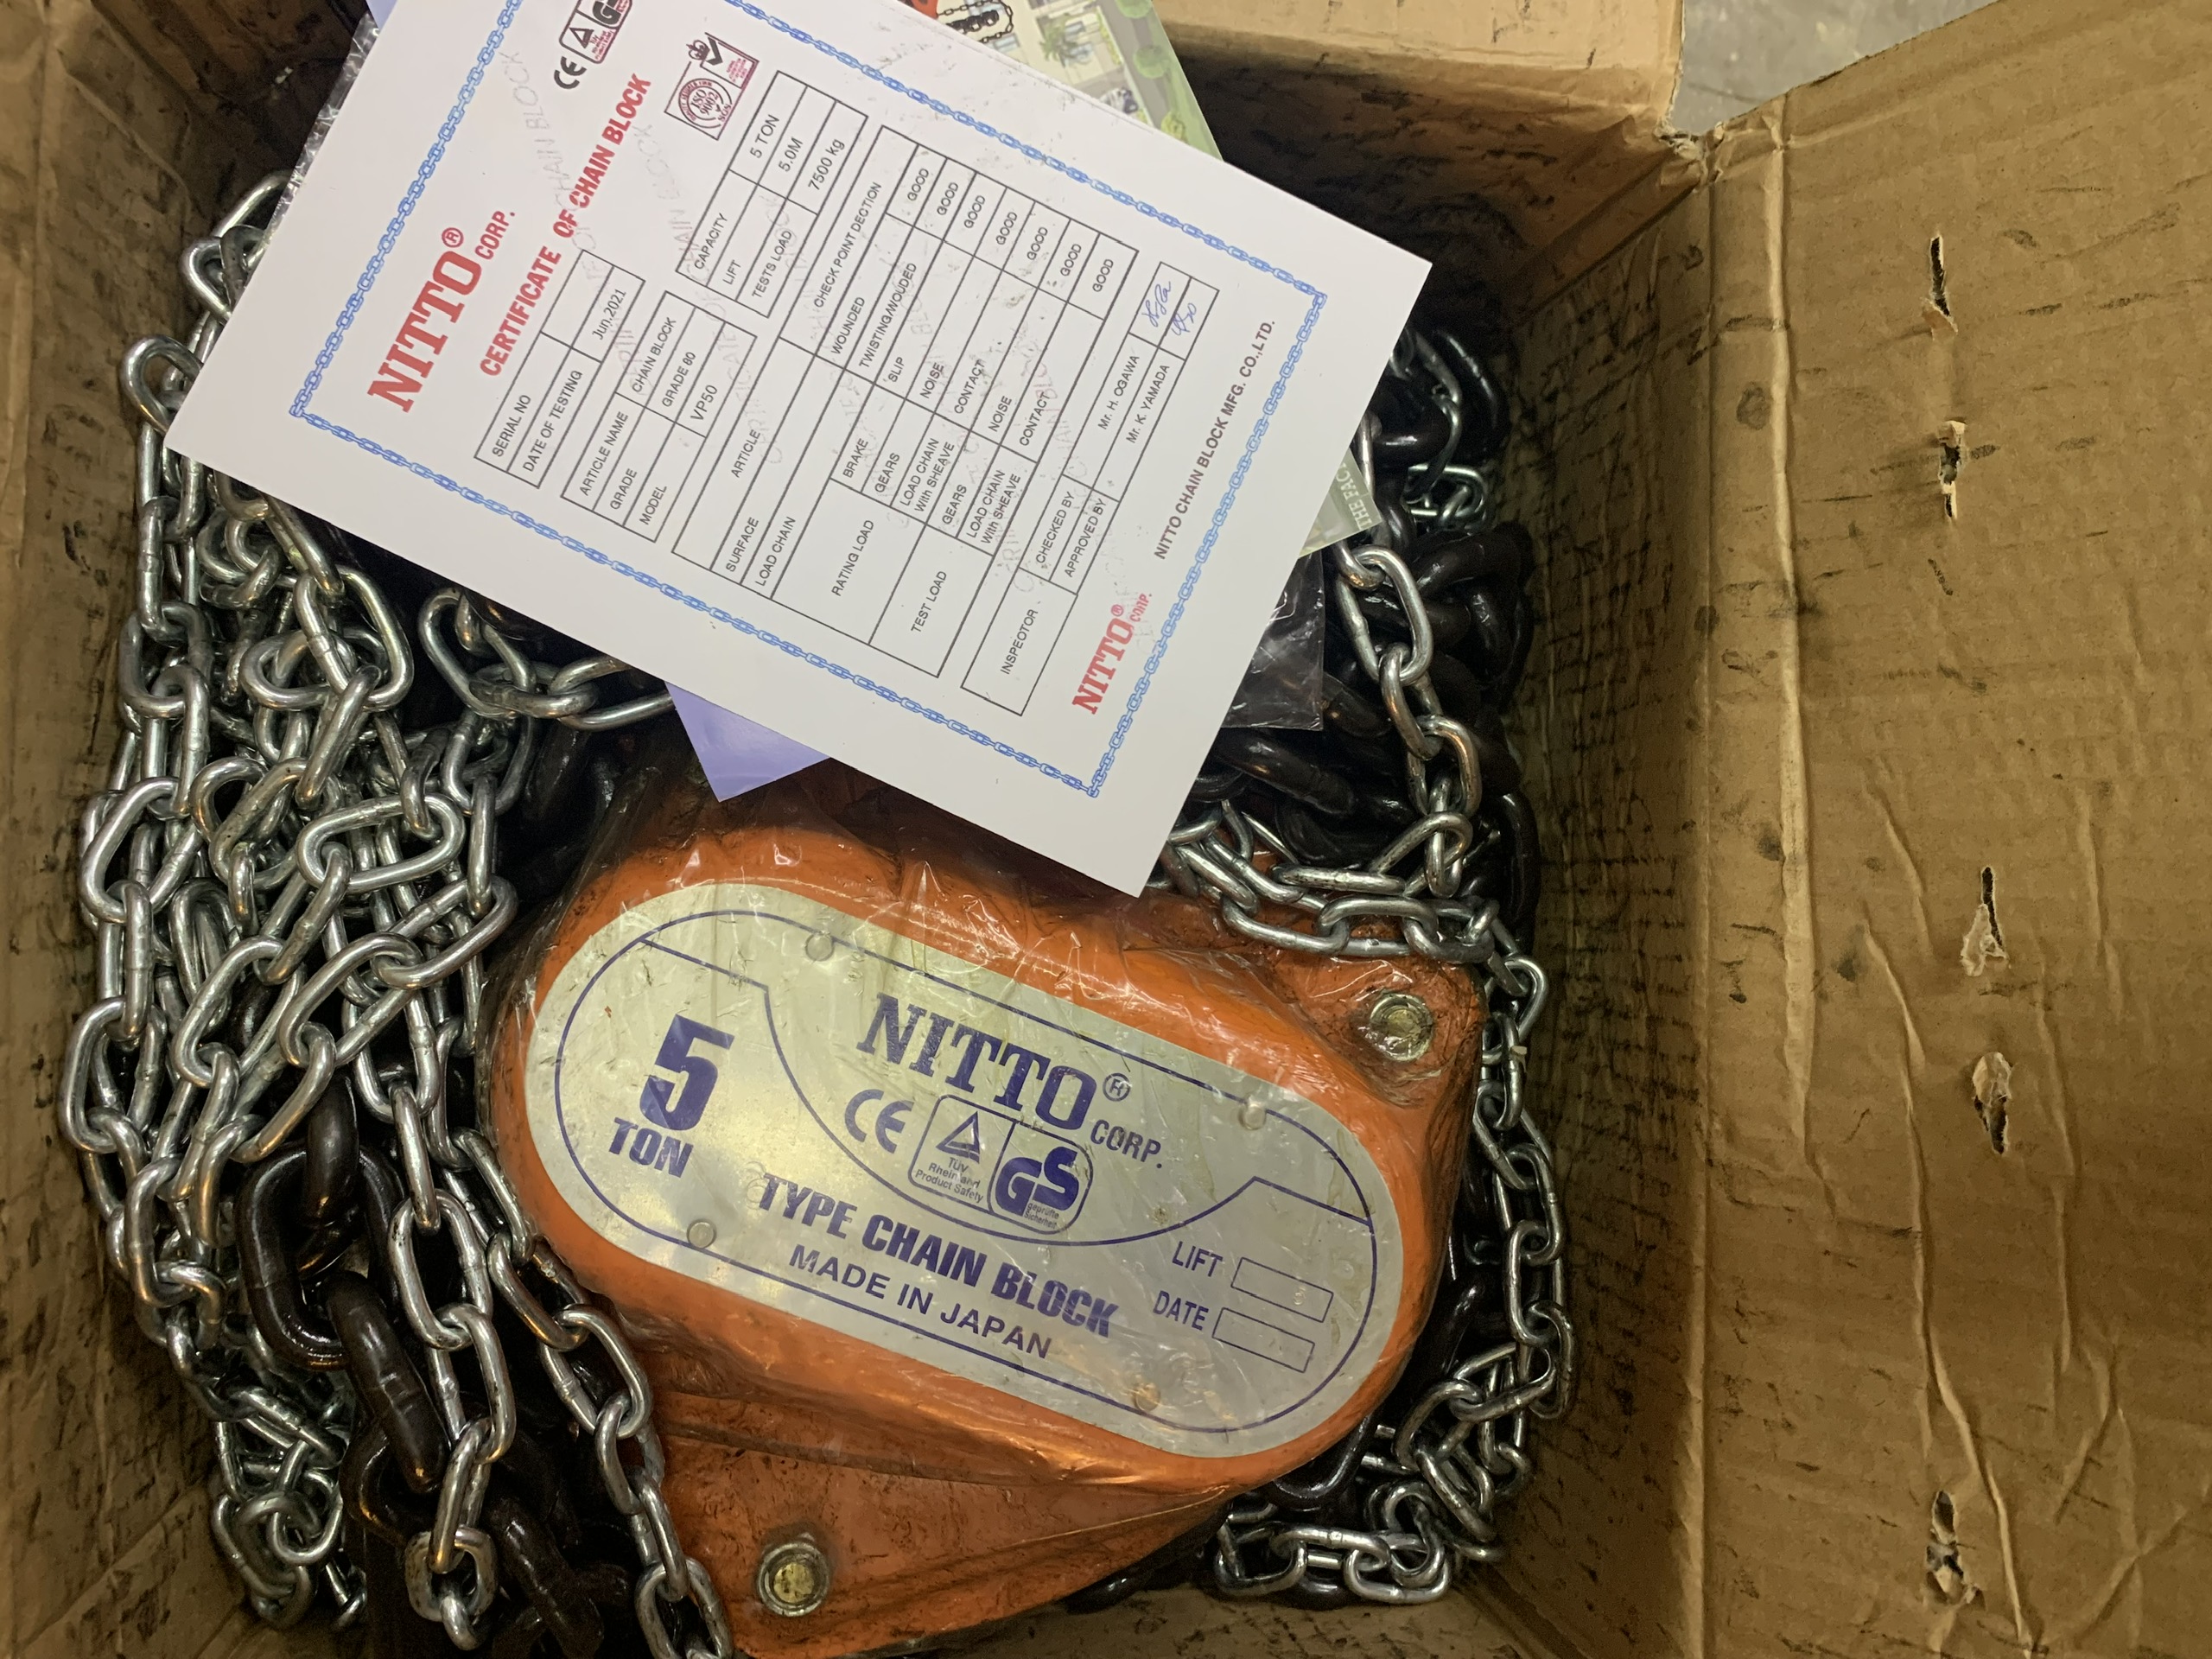 CE
GS
NITTO® CORP.
CERTIFICATE OF CHAIN BLOCK
ISO 9002
SERIAL NO
DATE OF TESTING Jun.2021
ARTICLE NAME CHAIN BLOCK
GRADE GRADE 80
MODEL VP50
CAPACITY 5 TON
LIFT 5.0M
TESTS LOAD 7500 kg
ARTICLE CHECK POINT DECTION
SURFACE WOUNDED GOOD
LOAD CHAIN TWISTING/WOUDED GOOD
RATING LOAD BRAKE SLIP GOOD
GEARS NOISE GOOD
LOAD CHAIN With SHEAVE CONTACT GOOD
TEST LOAD GEARS NOISE GOOD
LOAD CHAIN With SHEAVE CONTACT GOOD
INSPECTOR CHECKED BY Mr. H. OGAWA
APPROVED BY Mr. K. YAMADA
NITTO® CORP. NITTO CHAIN BLOCK MFG. CO.,LTD.
5
TON
NITTO® CORP.
CE
TÜV
Rheinland
Product Safety
GS
geprüfte
Sicherheit
TYPE CHAIN BLOCK
MADE IN JAPAN
LIFT
DATE